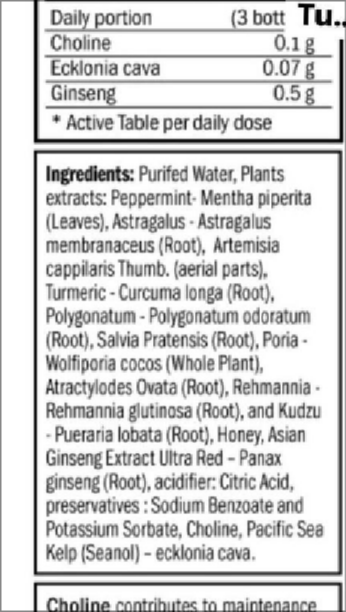 Daily portion (3 bott Tu..
Choline 0.1 g
Ecklonia cava 0.07 g
Ginseng 0.5 g
* Active Table per daily dose
Ingredients: Purifed Water, Plants
extracts: Peppermint- Mentha piperita
(Leaves), Astragalus - Astragalus
membranaceus (Root), Artemisia
cappilaris Thumb. (aerial parts),
Turmeric - Curcuma longa (Root),
Polygonatum - Polygonatum odoratum
(Root), Salvia Pratensis (Root), Poria -
Wolfiporia cocos (Whole Plant),
Atractylodes Ovata (Root), Rehmannia -
Rehmannia glutinosa (Root), and Kudzu
- Pueraria lobata (Root), Honey, Asian
Ginseng Extract Ultra Red – Panax
ginseng (Root), acidifier: Citric Acid,
preservatives : Sodium Benzoate and
Potassium Sorbate, Choline, Pacific Sea
Kelp (Seanol) – ecklonia cava.
Choline contributes to maintenance